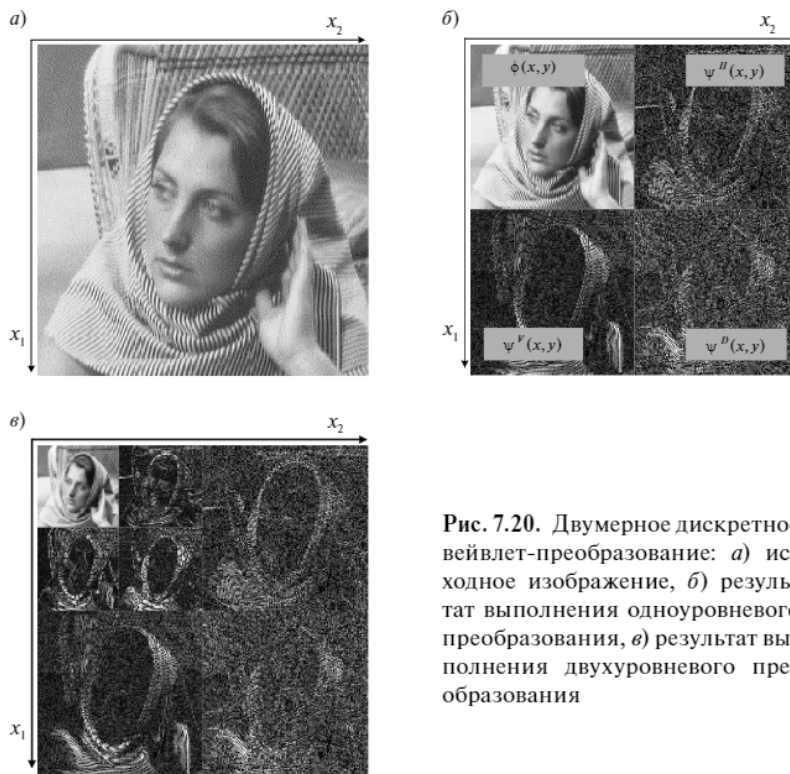 а)
x₂
x₁
б)
x₂
ϕ(x, y)
ψᴴ(x, y)
ψⱽ(x, y)
ψᴰ(x, y)
x₁
в)
x₂
x₁
Рис. 7.20. Двумерное дискретно
вейвлет-преобразование: а) ис
ходное изображение, б) резуль
тат выполнения одноуровневого
преобразования, в) результат вы
полнения двухуровневого пре
образования